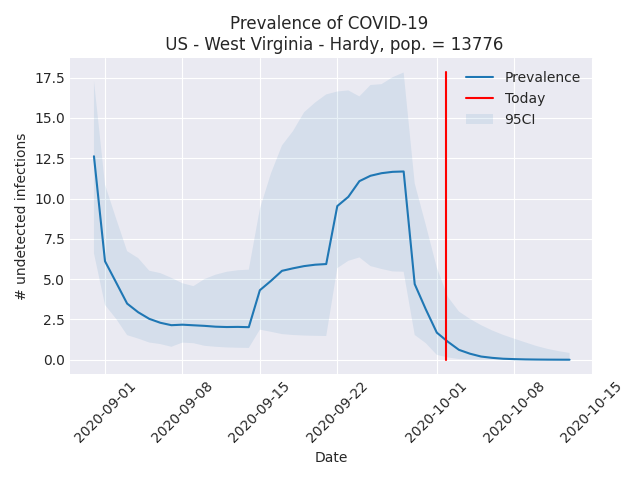 Prevalence of COVID-19
US - West Virginia - Hardy, pop. = 13776
17.5
15.0
12.5
10.0
7.5
5.0
2.5
0.0
# undetected infections
Prevalence
Today
95CI
2020-09-01
2020-09-08
2020-09-15
2020-09-22
2020-10-01
2020-10-08
2020-10-15
Date